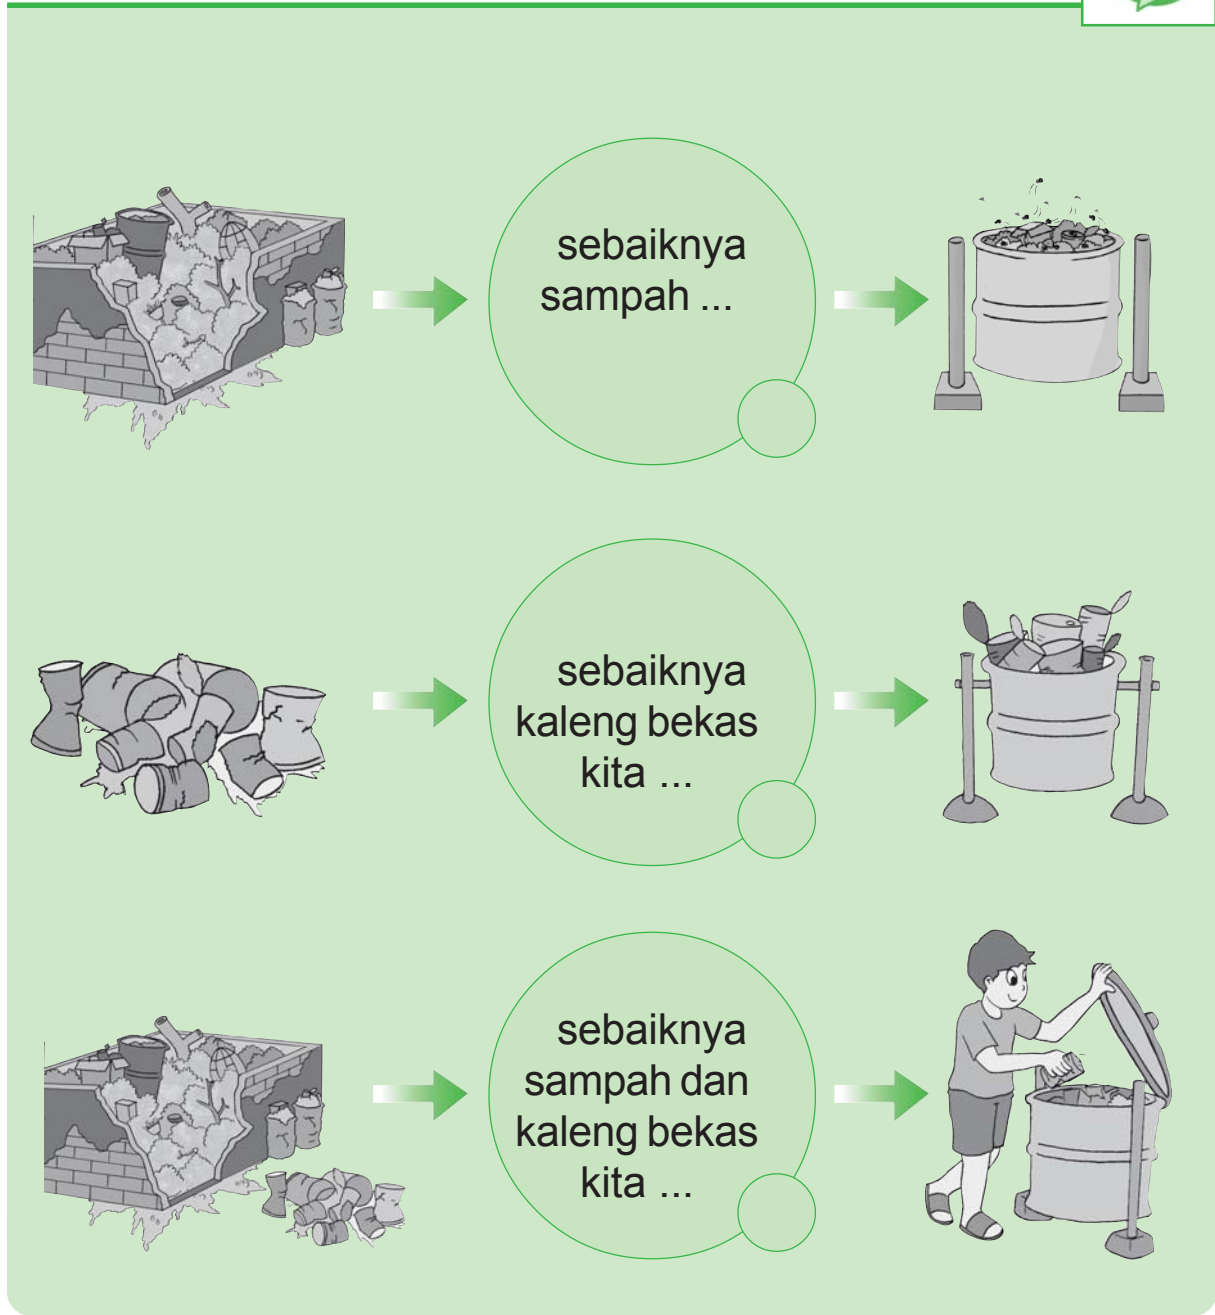 sebaiknya
sampah ...
sebaiknya
kaleng bekas
kita ...
sebaiknya
sampah dan
kaleng bekas
kita ...